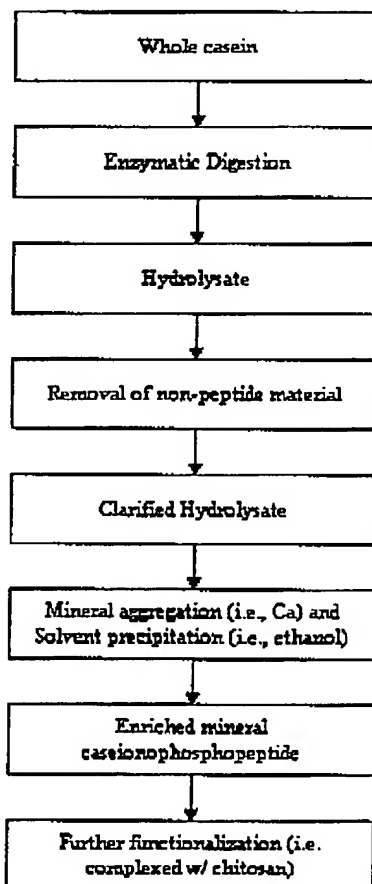 Whole casein
Enzymatic Digestion
Hydrolysate
Removal of non-peptide material
Clarified Hydrolysate
Mineral aggregation (i.e., Ca) and
Solvent precipitation (i.e., ethanol)
Enriched mineral
caseionophosphopeptide
Further functionalization (i.e.
complexed w/ chitosan)